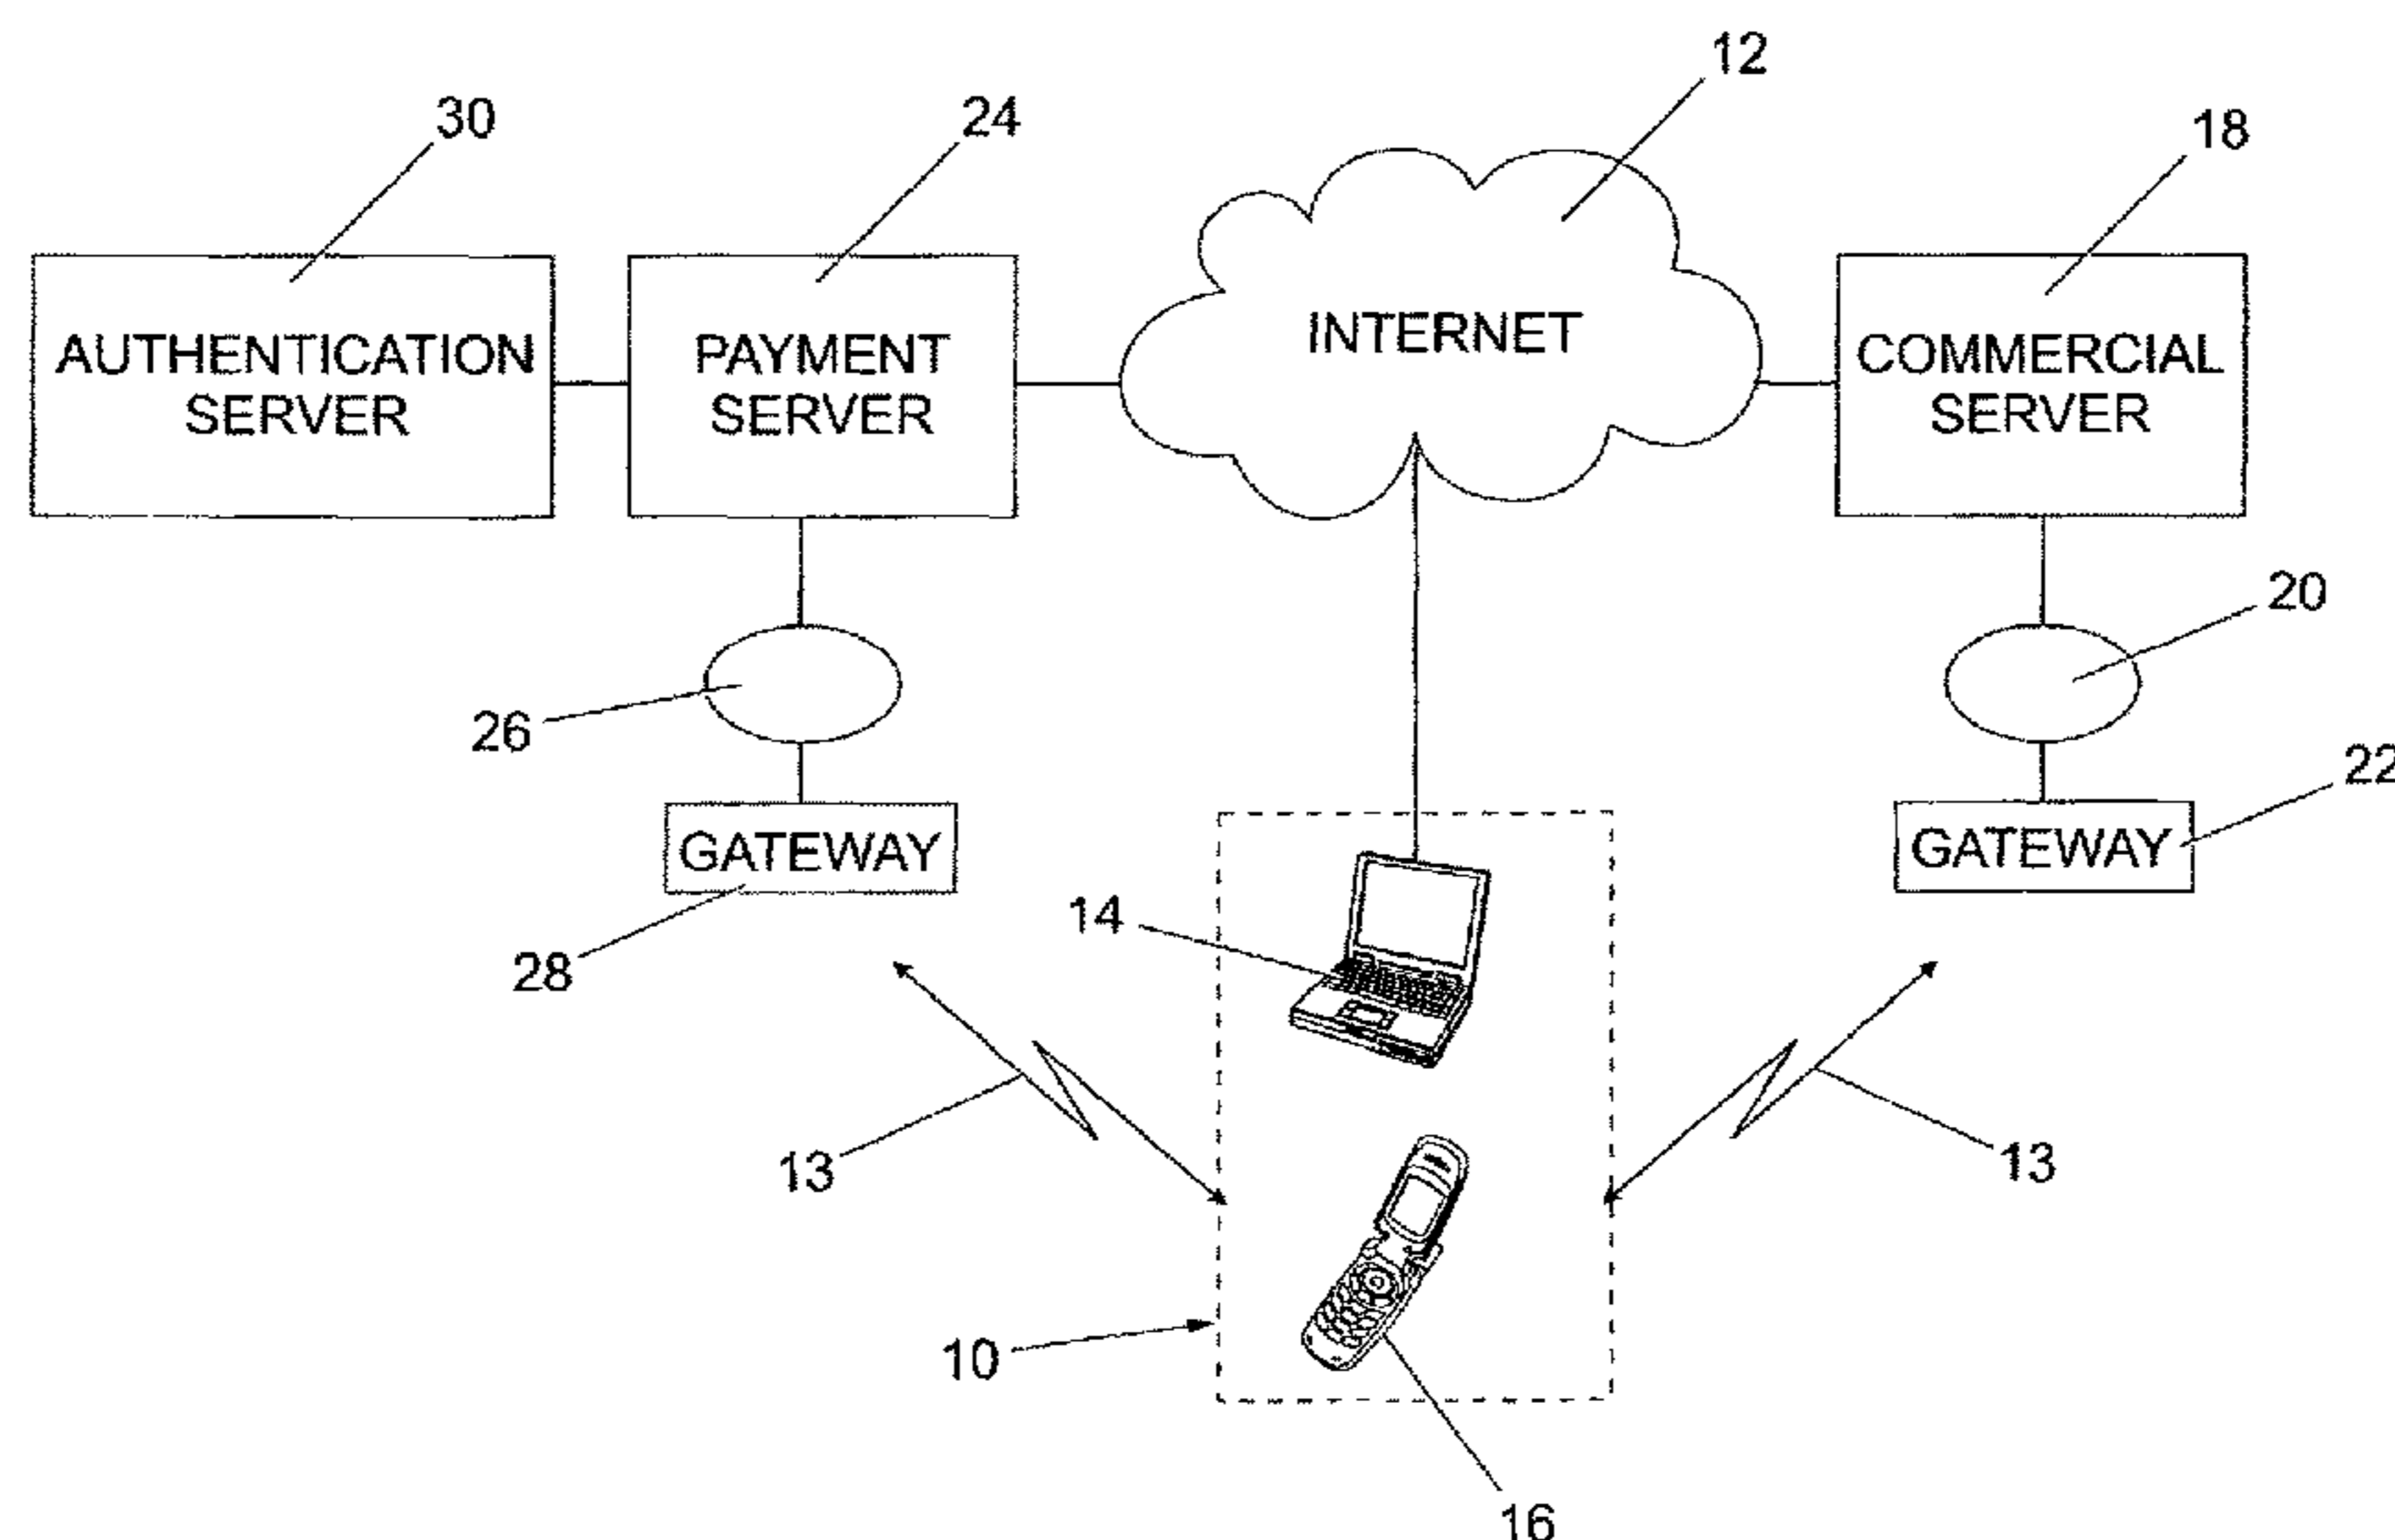 12
30
24
18
AUTHENTICATION
SERVER
PAYMENT
SERVER
INTERNET
COMMERCIAL
SERVER
20
26
22
GATEWAY
GATEWAY
14
28
13
13
10
16